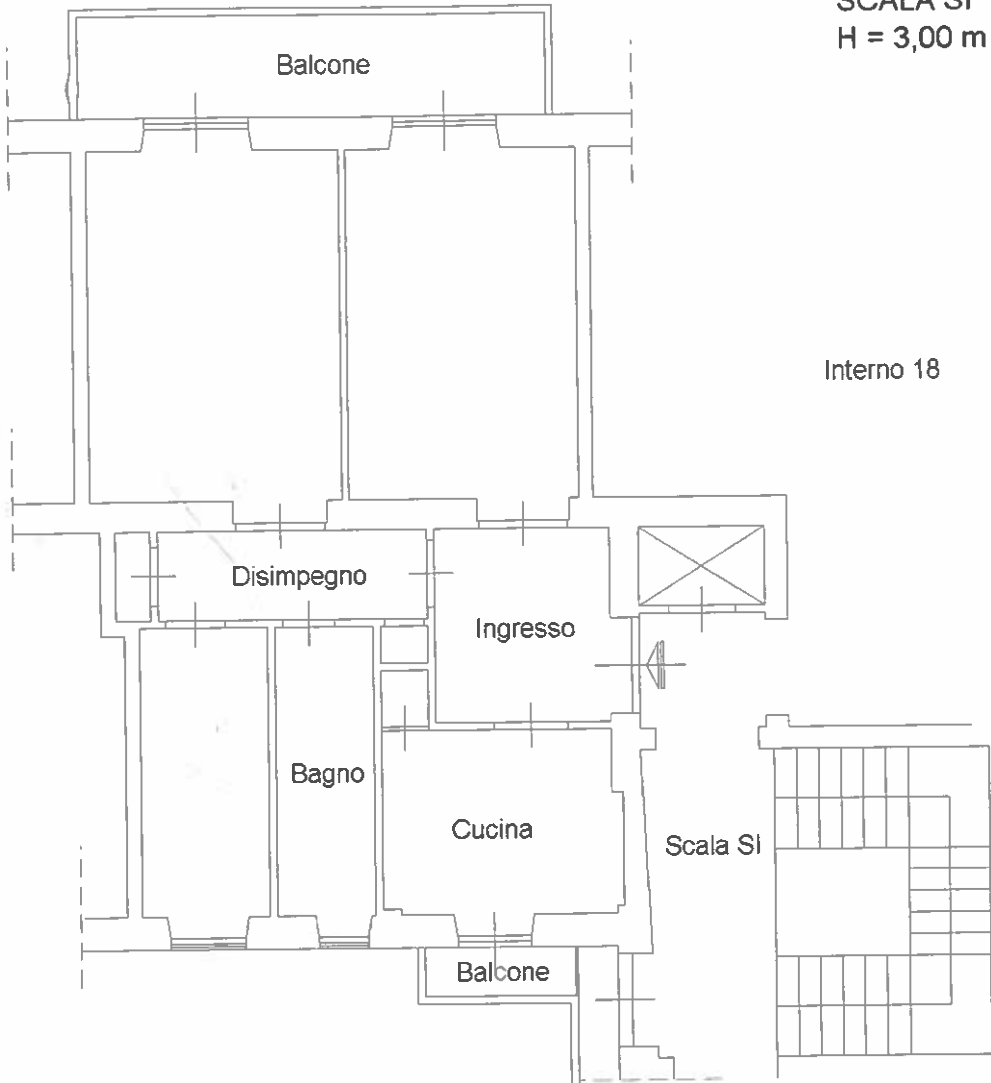 SCALA SI
H = 3,00 m
Balcone
Interno 18
Disimpegno
Ingresso
Bagno
Cucina
Scala SI
Balcone